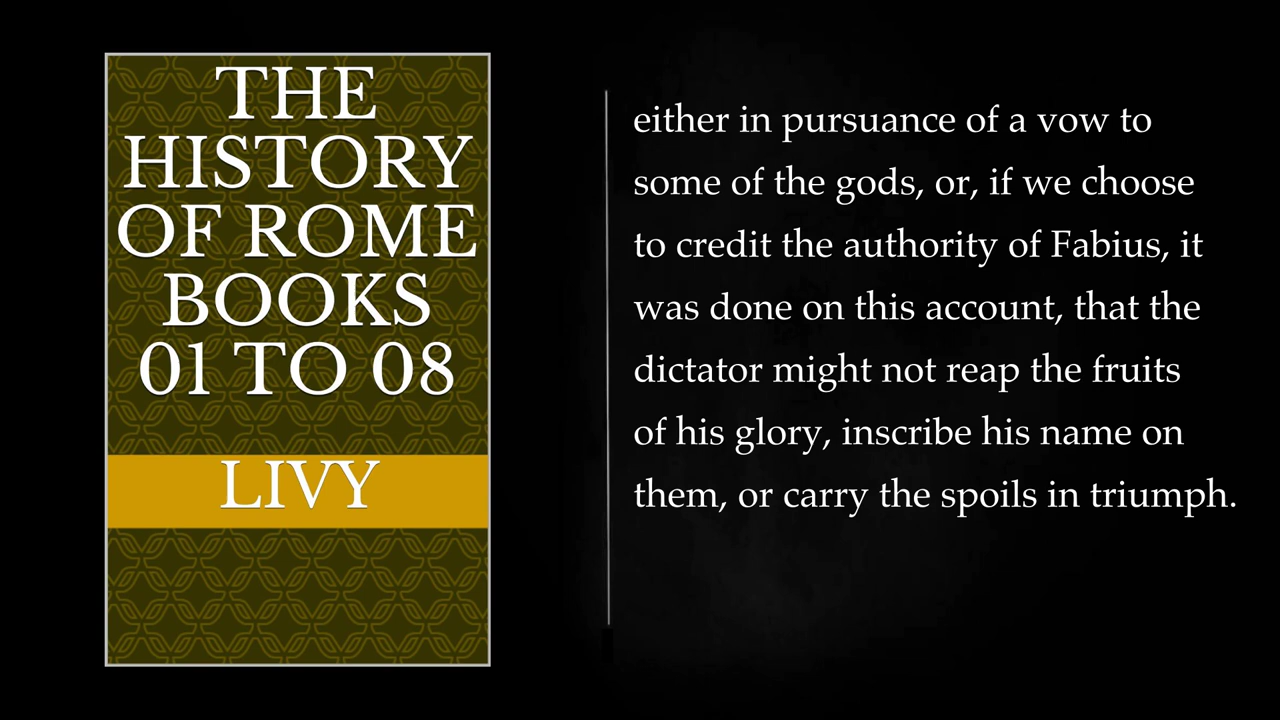 THE
HISTORY
OF ROME
BOOKS
01 TO 08
LIVY
either in pursuance of a vow to
some of the gods, or, if we choose
to credit the authority of Fabius, it
was done on this account, that the
dictator might not reap the fruits
of his glory, inscribe his name on
them, or carry the spoils in triumph.